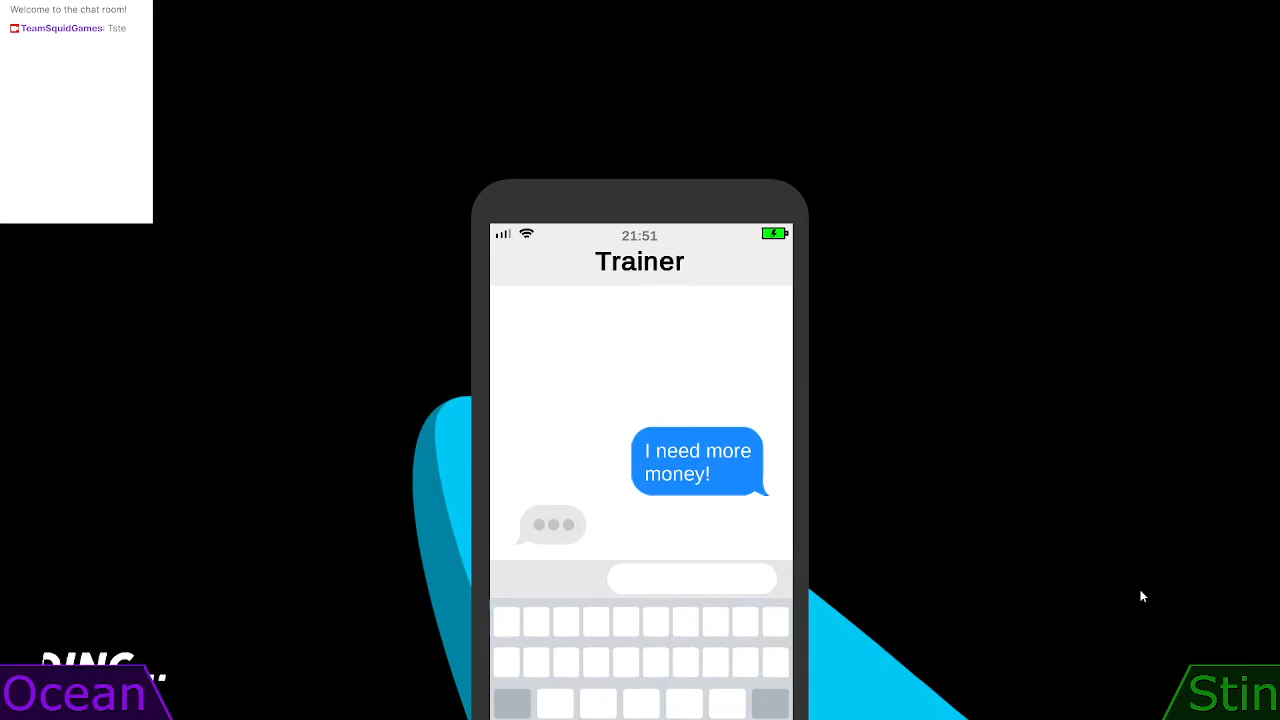 Welcome to the chat room!
TeamSquidGames: Tste
21:51
Trainer
I need more
money!
Ocean
Stin